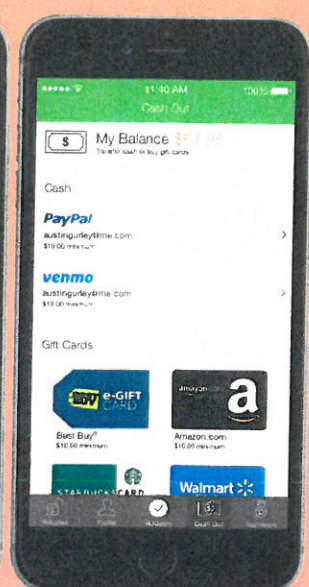 11:40 AM
100%
Cash Out
$
My Balance
Transfer cash or buy gift cards
Cash
PayPal
austingurley@me.com
$10.00 minimum
venmo
austingurley@me.com
$10.00 minimum
Gift Cards
e-GIFT
CARD
amazon.com
a
Best Buy®
$10.00 minimum
Amazon.com
$10.00 minimum
STARBUCKS CARD
Walmart
Cash Out